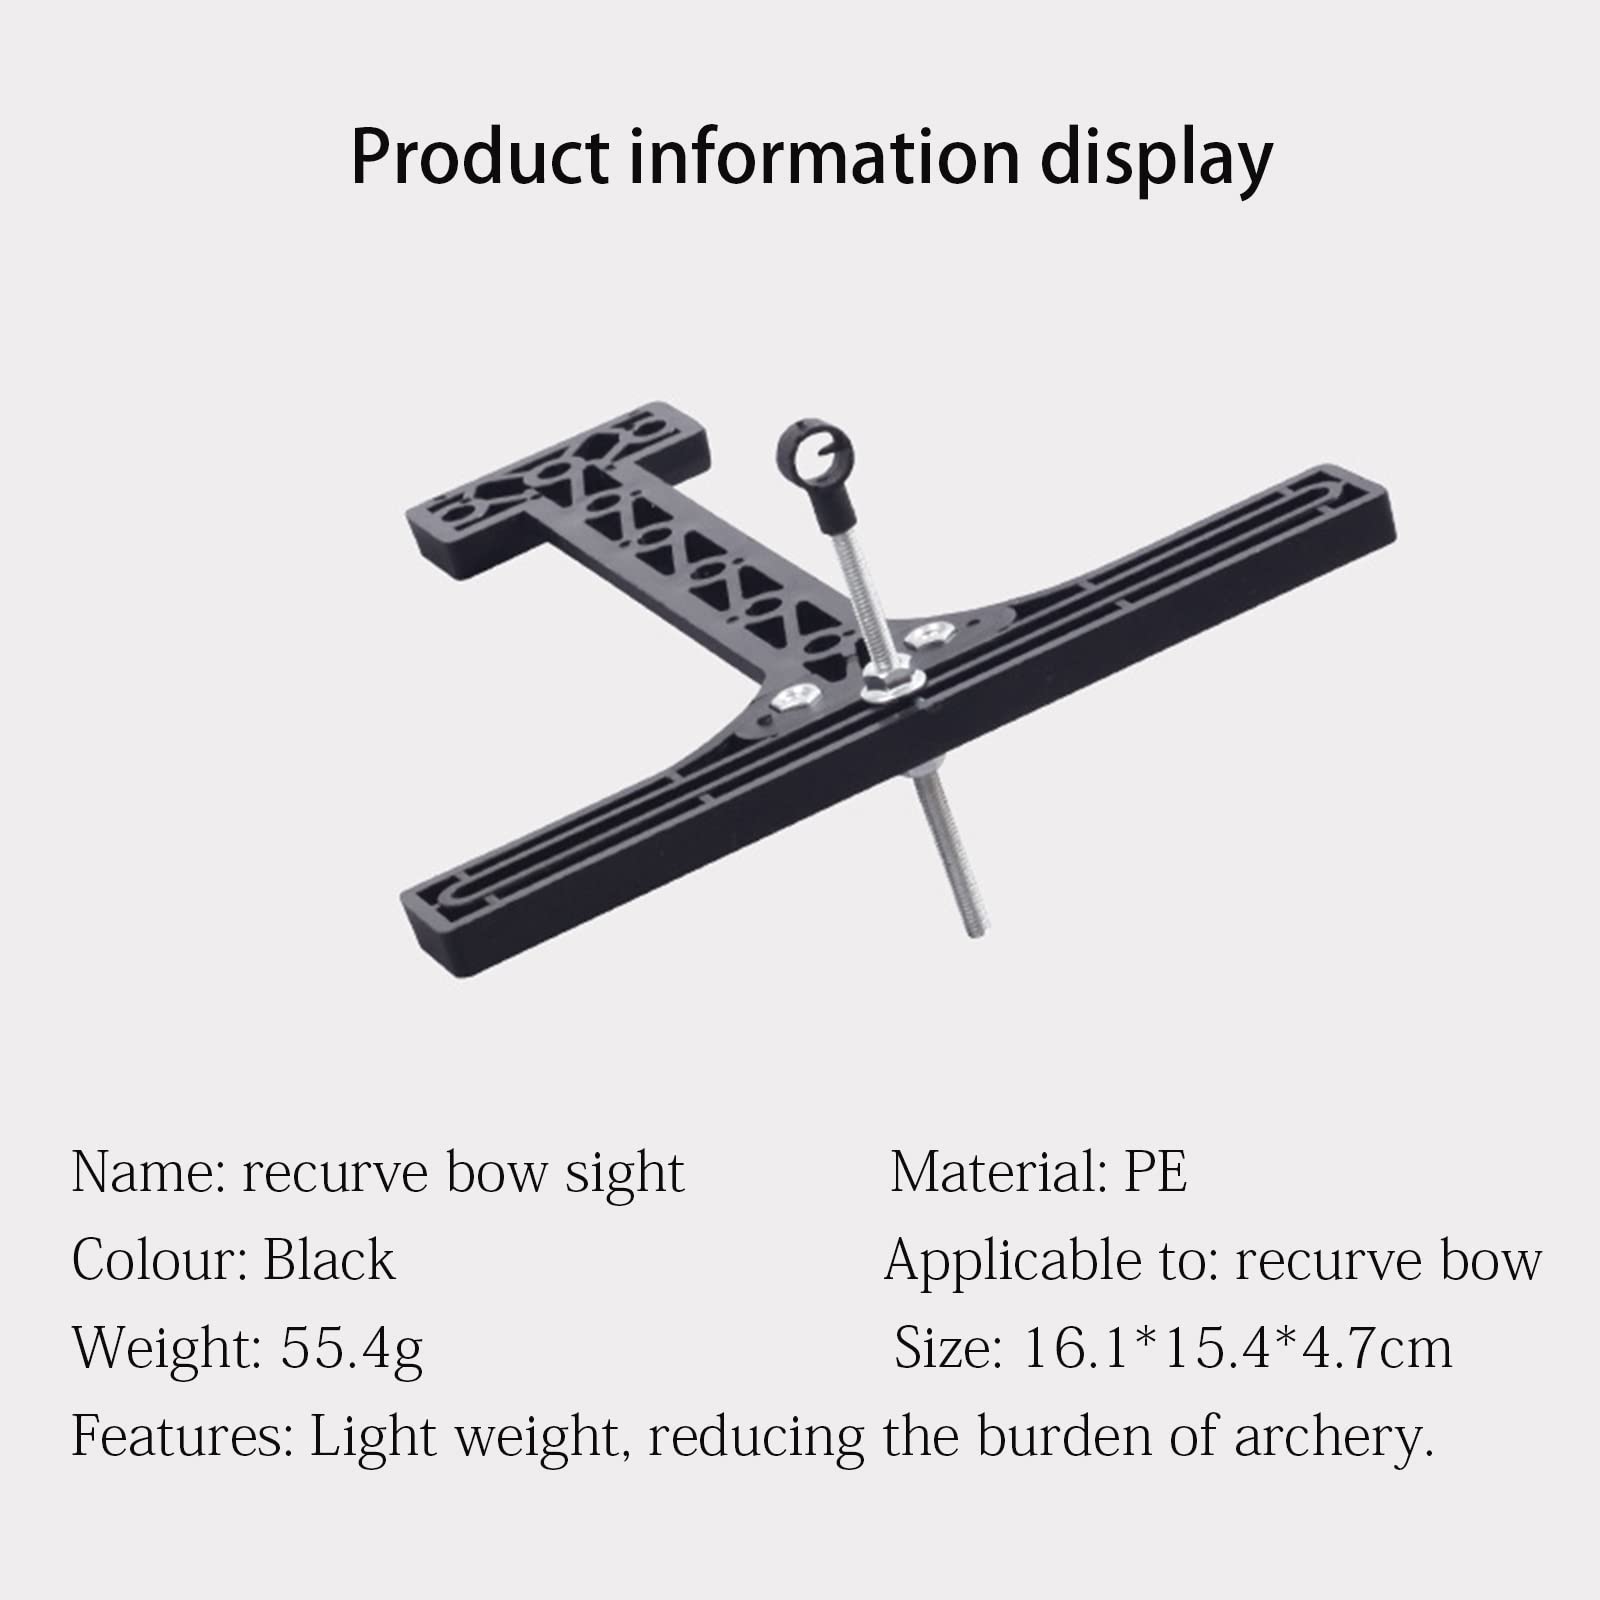 Product information display
Name: recurve bow sight
Material: PE
Colour: Black
Applicable to: recurve bow
Weight: 55.4g
Size: 16.1*15.4*4.7cm
Features: Light weight, reducing the burden of archery.